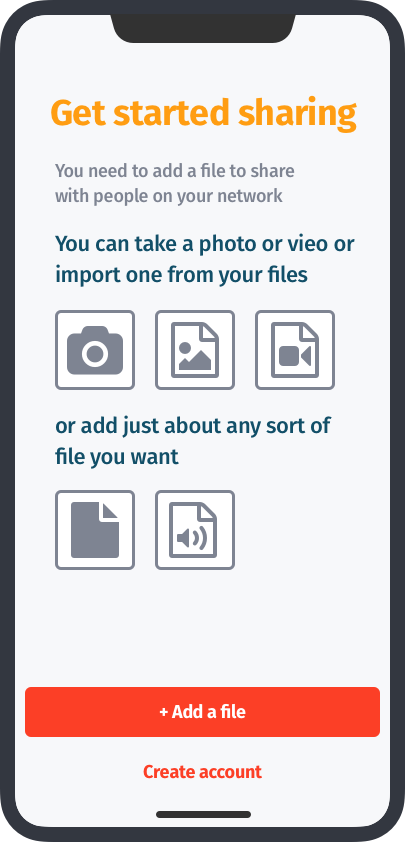 Get started sharing
You need to add a file to share
with people on your network
You can take a photo or vieo or
import one from your files
or add just about any sort of
file you want
+ Add a file
Create account